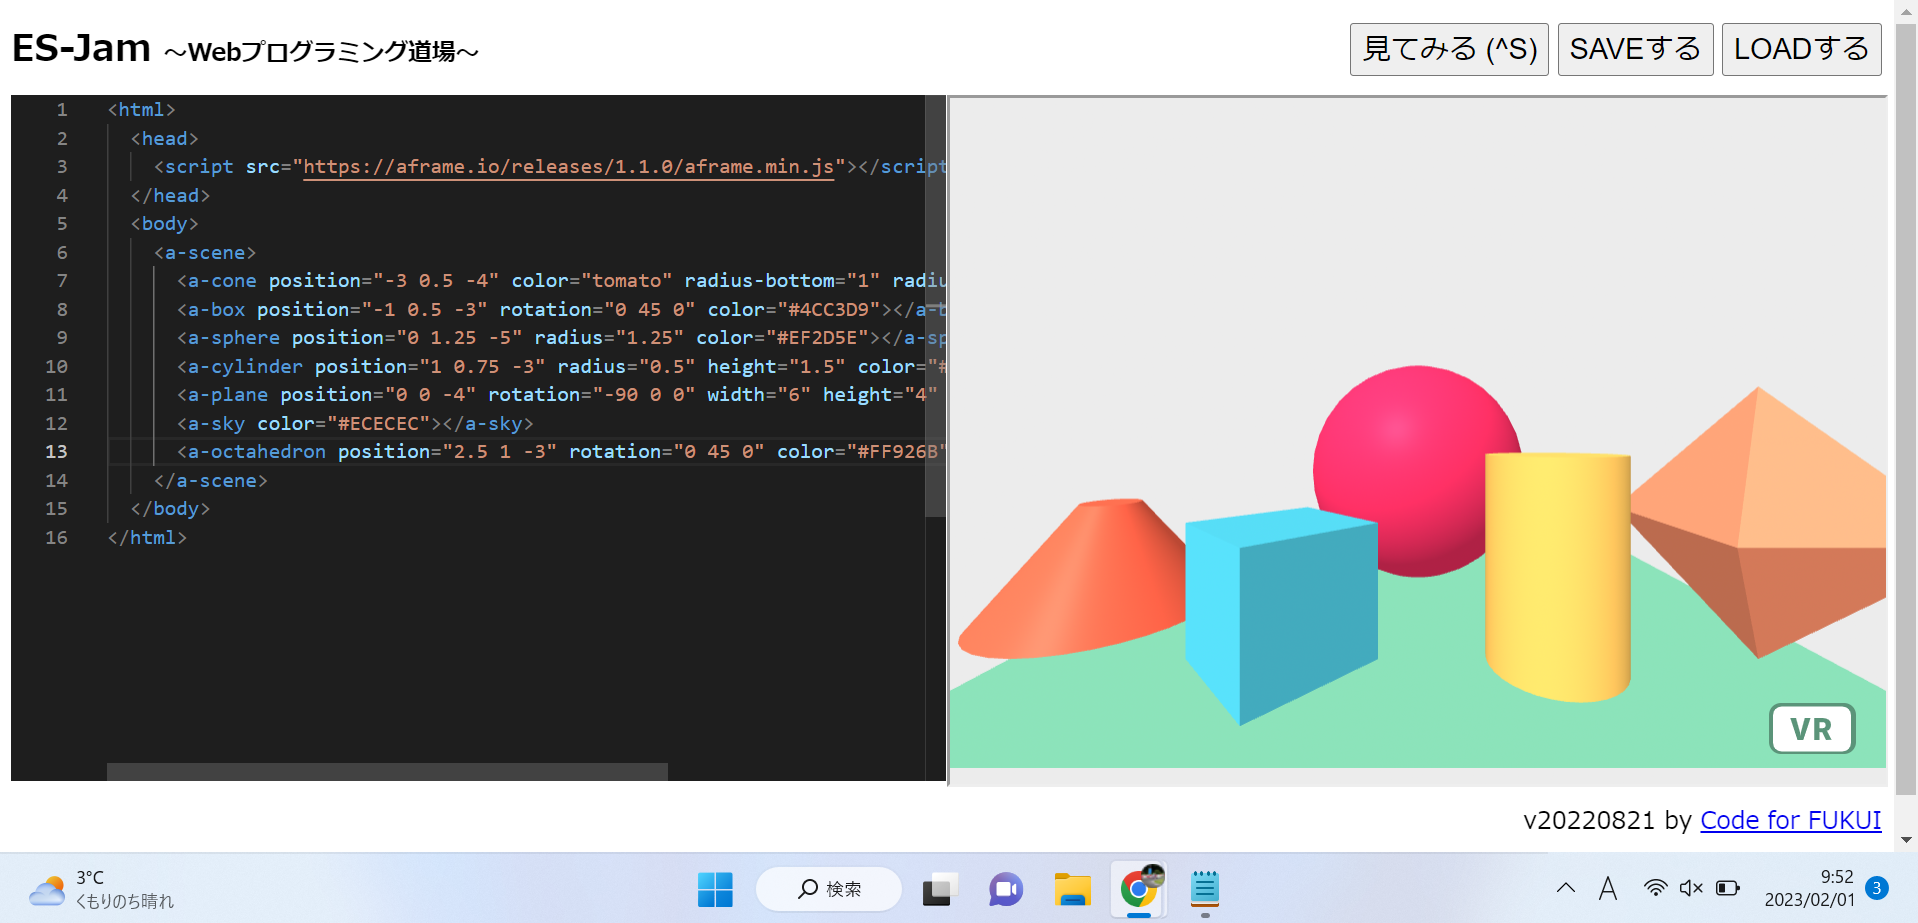 ES-Jam ～Webプログラミング道場～
見てみる (^S) SAVEする LOADする
1 <html>
2 <head>
3 <script src="https://aframe.io/releases/1.1.0/aframe.min.js"></script
4 </head>
5 <body>
6 <a-scene>
7 <a-cone position="-3 0.5 -4" color="tomato" radius-bottom="1" radiu
8 <a-box position="-1 0.5 -3" rotation="0 45 0" color="#4CC3D9"></a-b
9 <a-sphere position="0 1.25 -5" radius="1.25" color="#EF2D5E"></a-sp
10 <a-cylinder position="1 0.75 -3" radius="0.5" height="1.5" color="#
11 <a-plane position="0 0 -4" rotation="-90 0 0" width="6" height="4"
12 <a-sky color="#ECECEC"></a-sky>
13 <a-octahedron position="2.5 1 -3" rotation="0 45 0" color="#FF926B"
14 </a-scene>
15 </body>
16 </html>
VR
v20220821 by Code for FUKUI
3°C
くもりのち晴れ
検索
A
9:52
2023/02/01
3